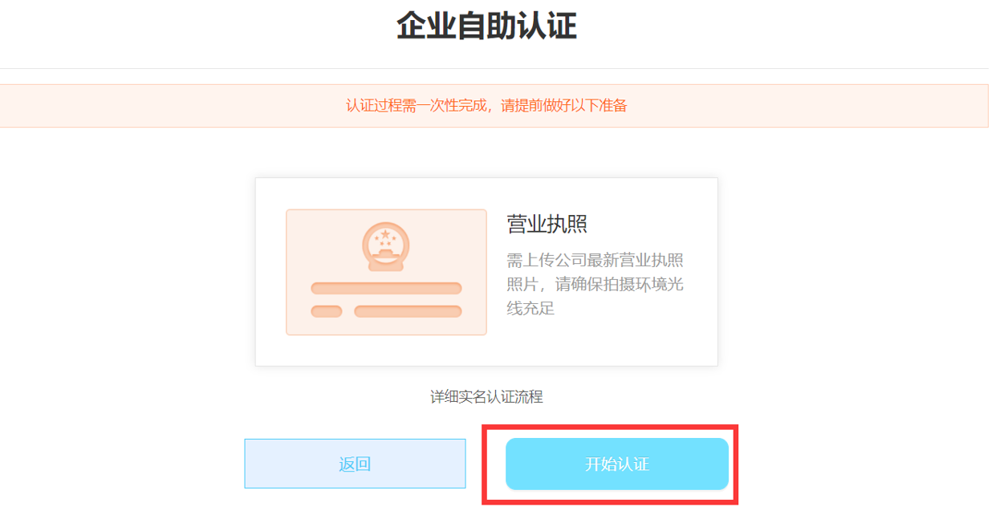 企业自助认证
认证过程需一次性完成，请提前做好以下准备
营业执照
需上传公司最新营业执照
照片，请确保拍摄环境光
线充足
详细实名认证流程
返回
开始认证